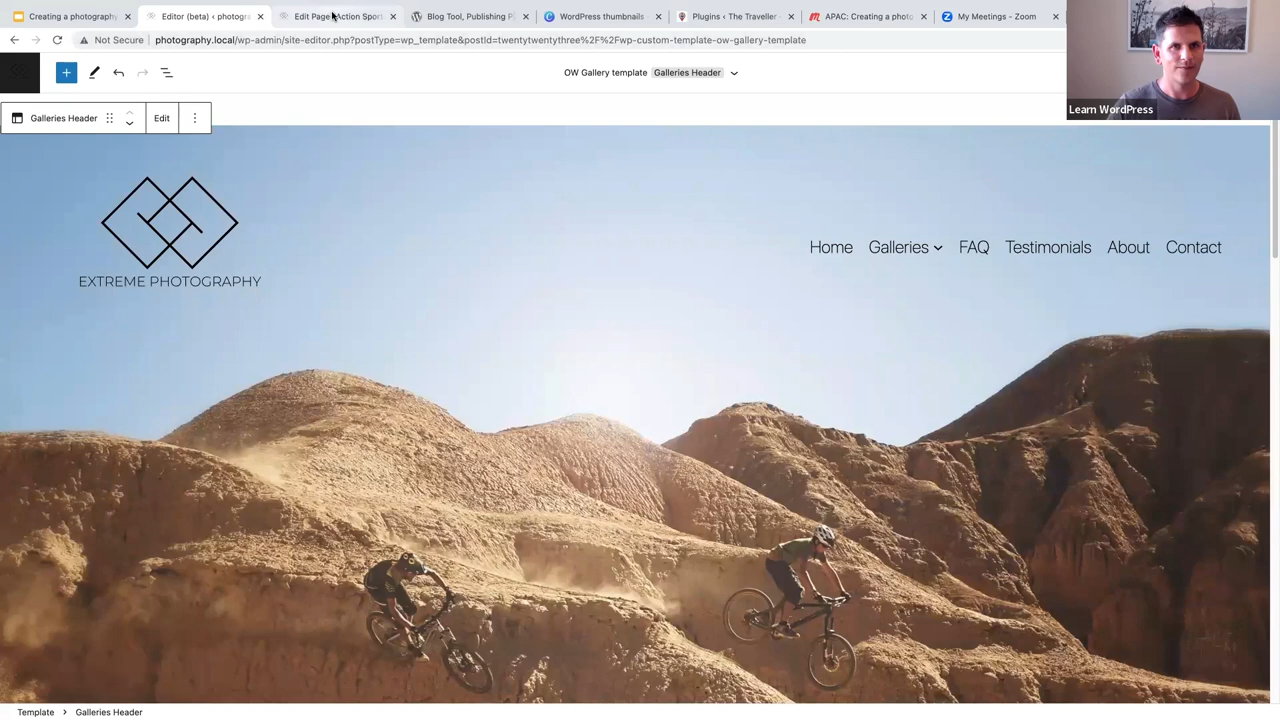 Creating a photography
Editor (beta) ‹ photogra
Edit Page Action Sport
Blog Tool, Publishing P
WordPress thumbnails -
Plugins ‹ The Traveller -
APAC: Creating a photo
My Meetings - Zoom
Not Secure
photography.local/wp-admin/site-editor.php?postType=wp_template&postId=twentytwentythree%2F%2Fwp-custom-template-ow-gallery-template
OW Gallery template Galleries Header
Learn WordPress
Galleries Header
Edit
EXTREME PHOTOGRAPHY
Home Galleries FAQ Testimonials About Contact
Template > Galleries Header